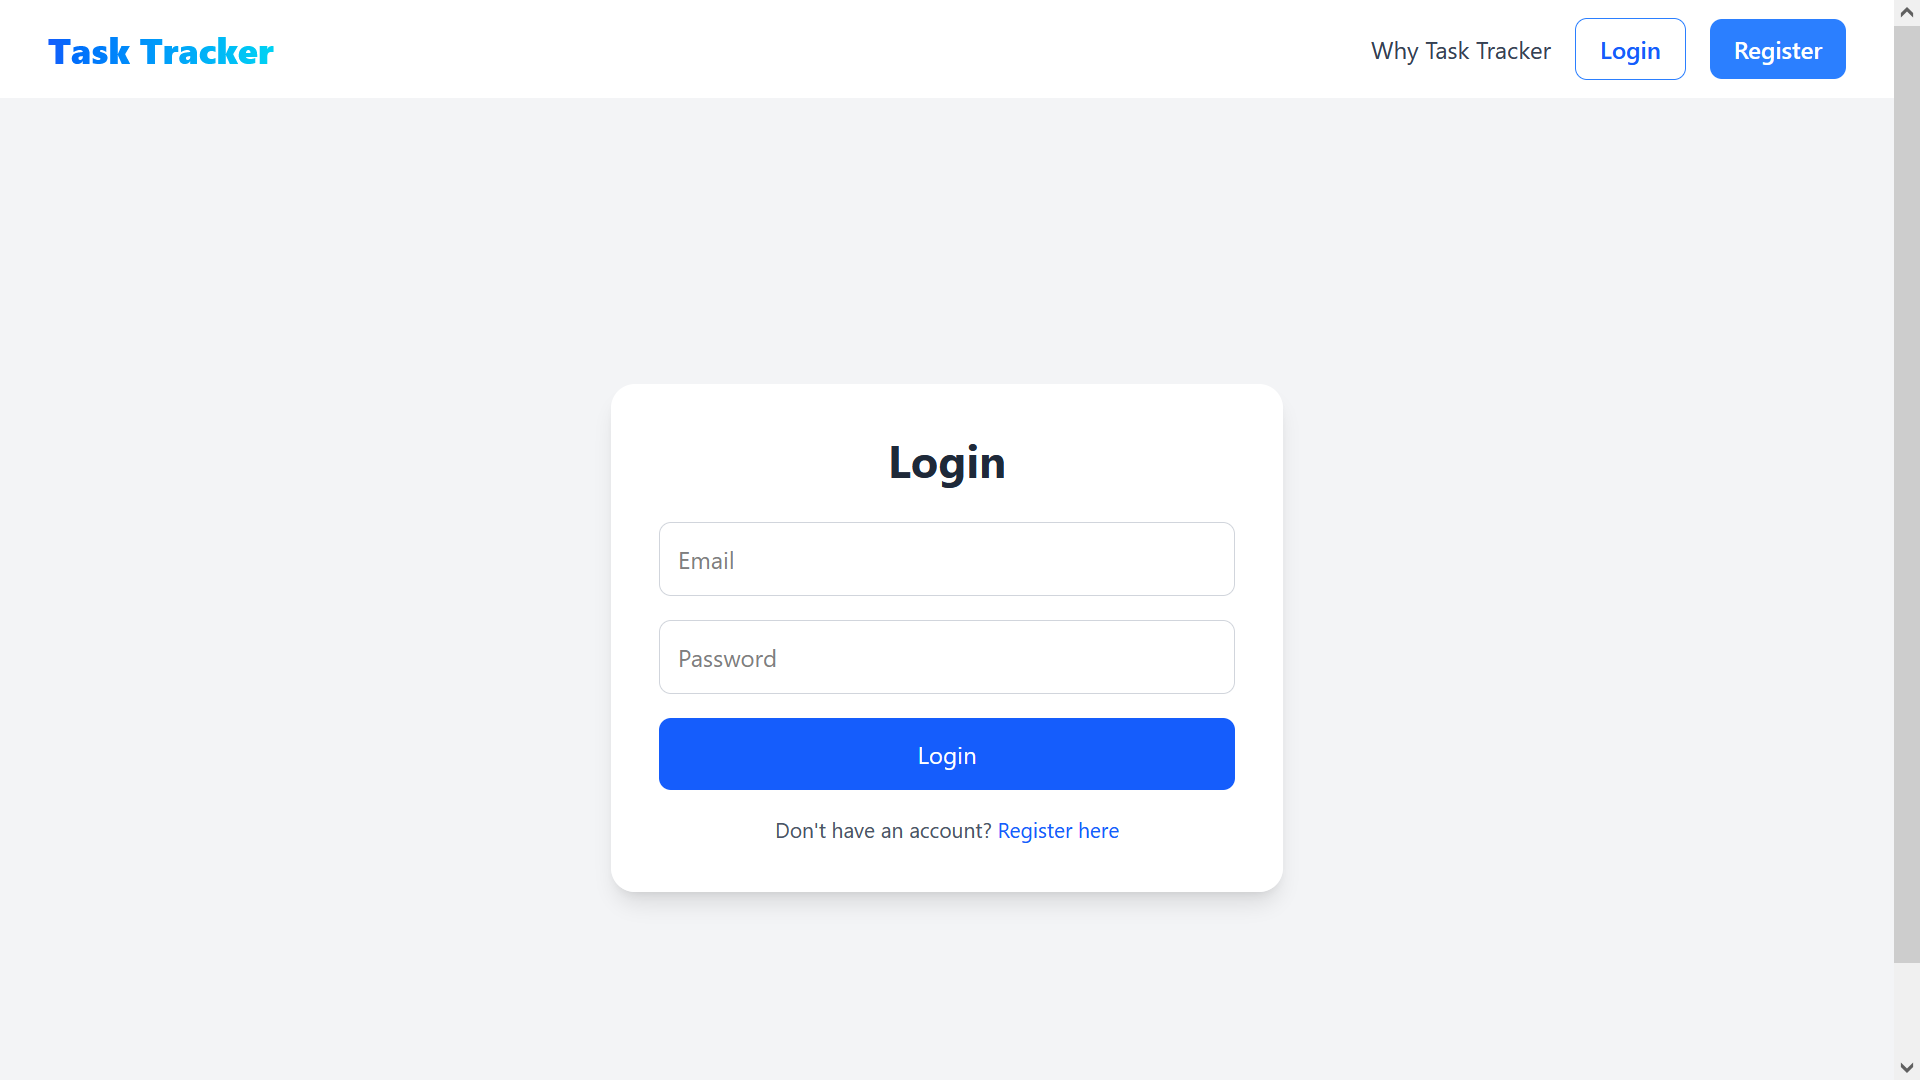 Task Tracker
Why Task Tracker
Login
Register
Login
Email
Password
Login
Don't have an account? Register here